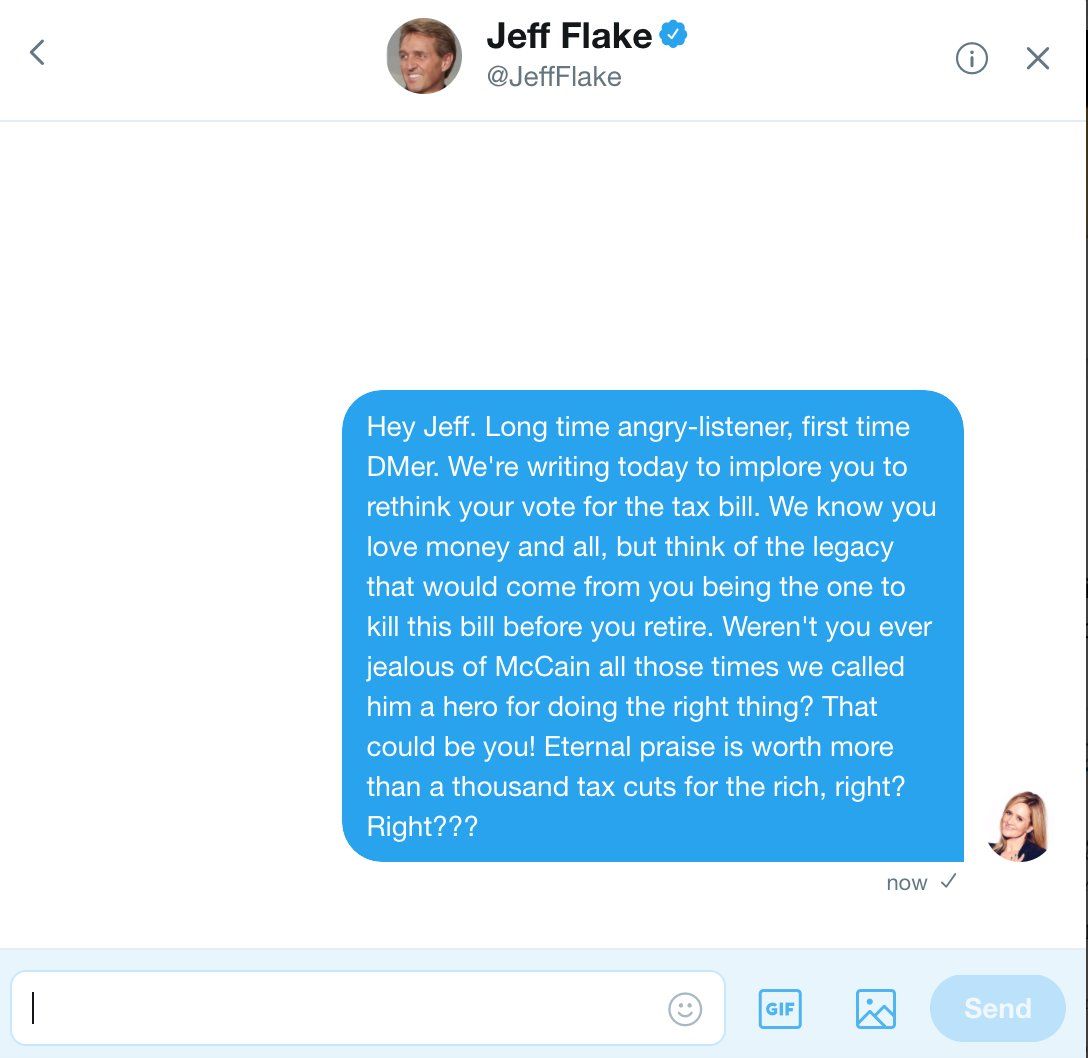 Jeff Flake
@JeffFlake
Hey Jeff. Long time angry-listener, first time
DMer. We're writing today to implore you to
rethink your vote for the tax bill. We know you
love money and all, but think of the legacy
that would come from you being the one to
kill this bill before you retire. Weren't you ever
jealous of McCain all those times we called
him a hero for doing the right thing? That
could be you! Eternal praise is worth more
than a thousand tax cuts for the rich, right?
Right???
now
GIF
Send